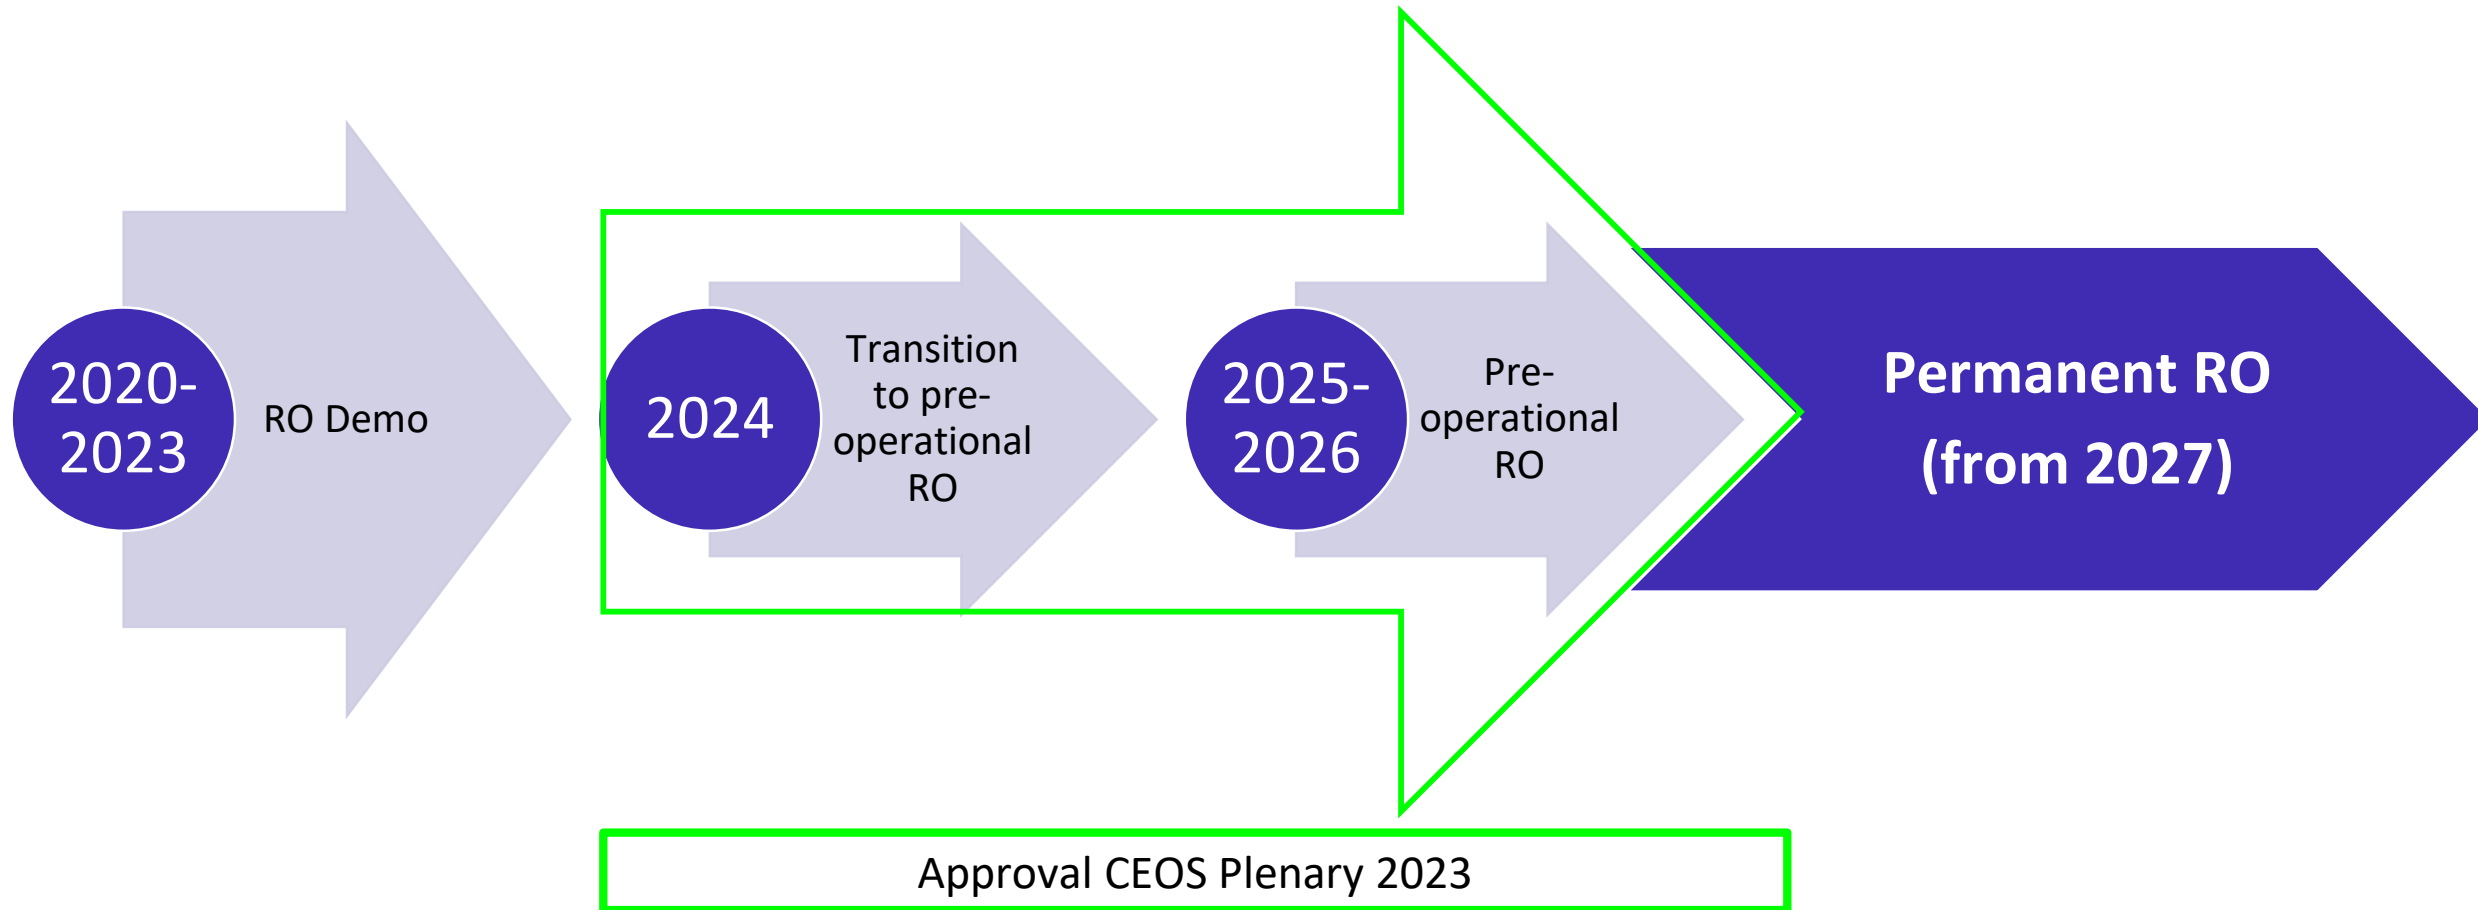 2020-
2023
RO Demo
2024
Transition
to pre-
operational
RO
2025-
2026
Pre-
operational
RO
Permanent RO
(from 2027)
Approval CEOS Plenary 2023